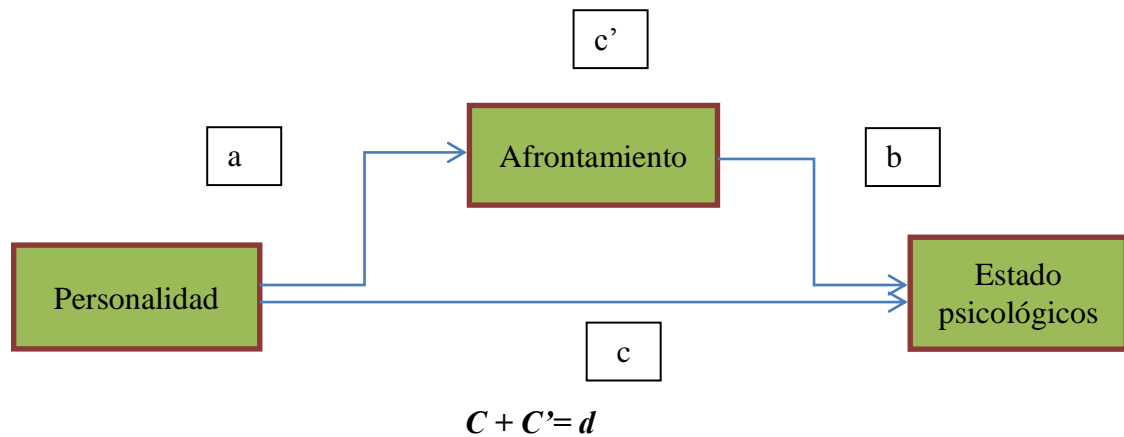 c’
a
Afrontamiento
b
Personalidad
Estado
psicológicos
c
C + C’= d